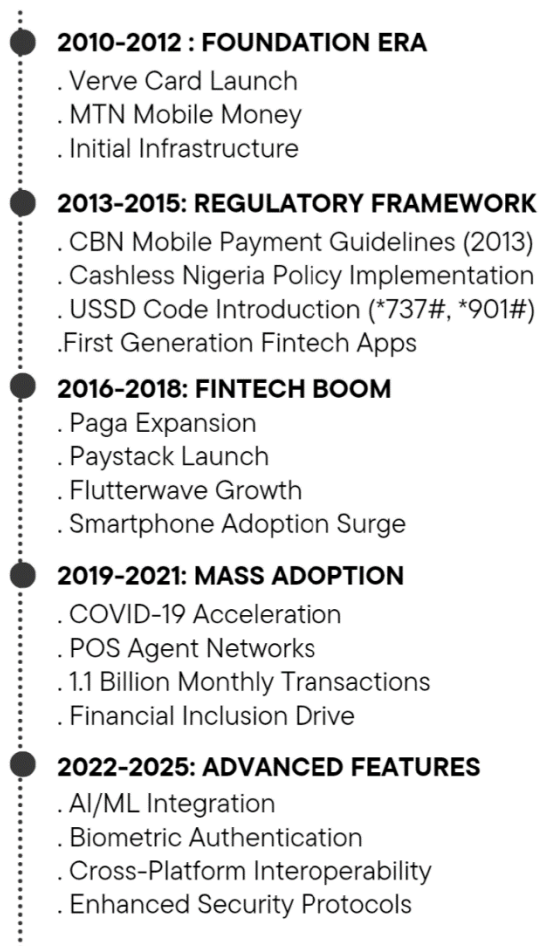 2010-2012 : FOUNDATION ERA
. Verve Card Launch
. MTN Mobile Money
. Initial Infrastructure
2013-2015: REGULATORY FRAMEWORK
. CBN Mobile Payment Guidelines (2013)
. Cashless Nigeria Policy Implementation
. USSD Code Introduction (*737#, *901#)
.First Generation Fintech Apps
2016-2018: FINTECH BOOM
. Paga Expansion
. Paystack Launch
. Flutterwave Growth
. Smartphone Adoption Surge
2019-2021: MASS ADOPTION
. COVID-19 Acceleration
. POS Agent Networks
. 1.1 Billion Monthly Transactions
. Financial Inclusion Drive
2022-2025: ADVANCED FEATURES
. AI/ML Integration
. Biometric Authentication
. Cross-Platform Interoperability
. Enhanced Security Protocols